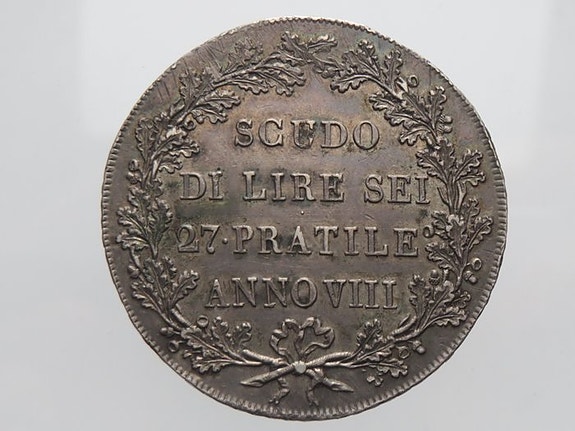 SCUDO
DI LIRE SEI
27·PRATILE
ANNO VIII